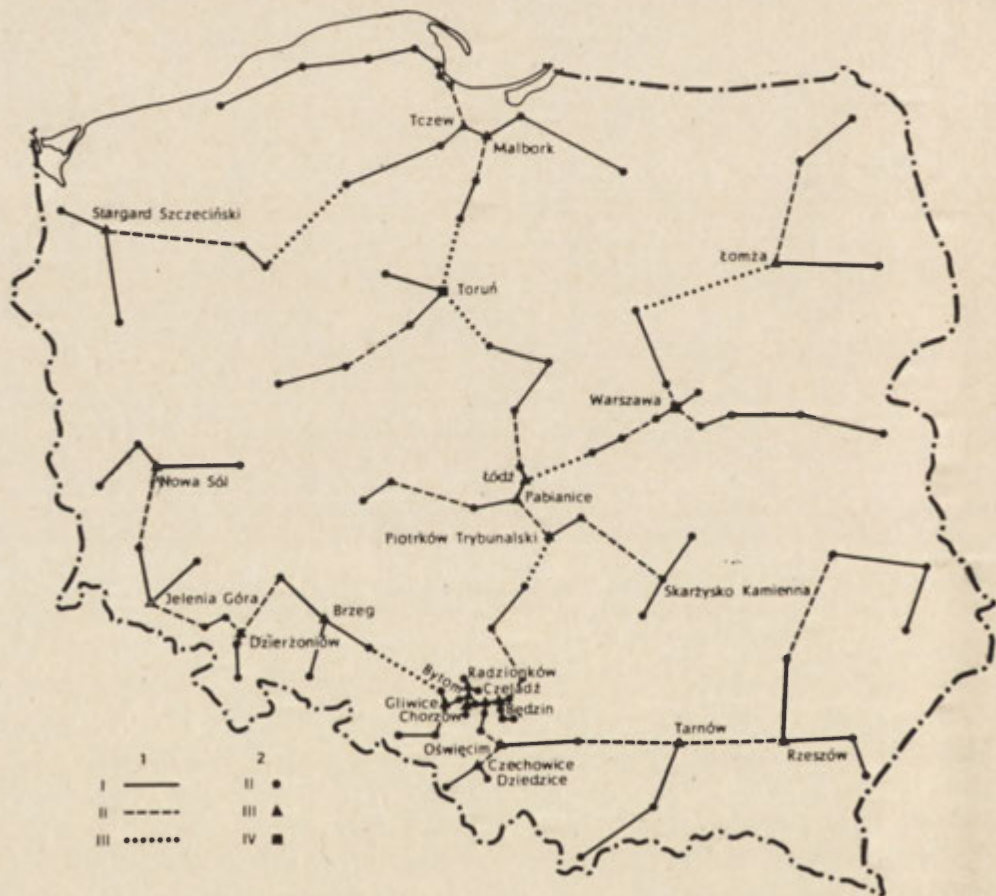 Tczew
Malbork
Stargard Szczeciński
Łomża
Toruń
Warszawa
Łódź
Nowa Sól
Pabianice
Piotrków Trybunalski
Skarżysko Kamienna
Jelenia Góra
Brzeg
Dzierżoniów
Radzionków
Bytom
Czeladź
Gliwice
Będzin
Chorzów
Tarnów
Oświęcim
Rzeszów
Czechowice
Dziedzice
1 2
I II
II III
III IV